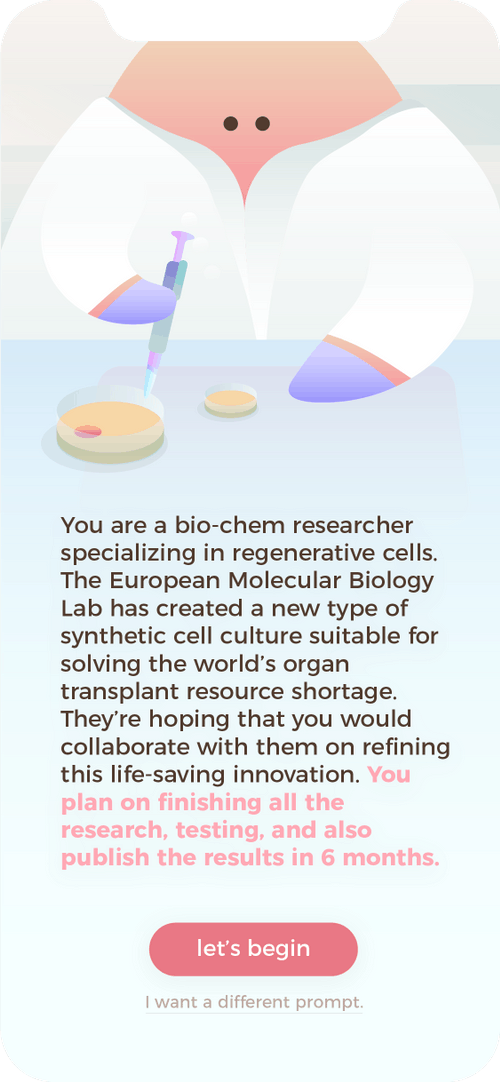 You are a bio-chem researcher
specializing in regenerative cells.
The European Molecular Biology
Lab has created a new type of
synthetic cell culture suitable for
solving the world’s organ
transplant resource shortage.
They’re hoping that you would
collaborate with them on refining
this life-saving innovation. You
plan on finishing all the
research, testing, and also
publish the results in 6 months.
let’s begin
I want a different prompt.